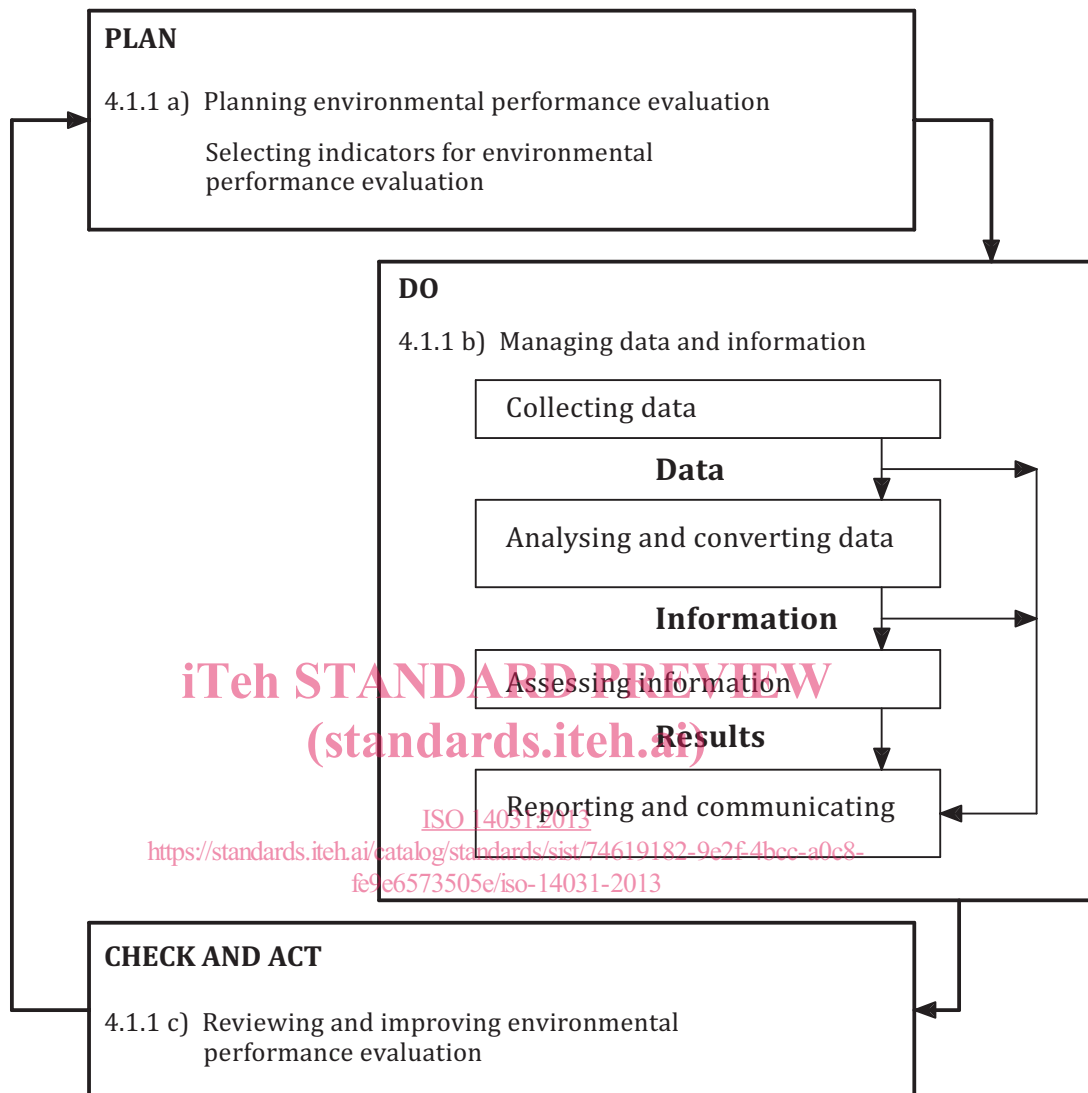 PLAN
4.1.1 a) Planning environmental performance evaluation
Selecting indicators for environmental
performance evaluation
DO
4.1.1 b) Managing data and information
Collecting data
Data
Analysing and converting data
Information
iTeh STANDARD PREVIEW
Assessing information
(standards.iteh.ai)
Results
Reporting and communicating
ISO 14031:2013
https://standards.iteh.ai/catalog/standards/sist/74619182-9e2f-4bcc-a0c8-
fe9e6573505e/iso-14031-2013
CHECK AND ACT
4.1.1 c) Reviewing and improving environmental
performance evaluation